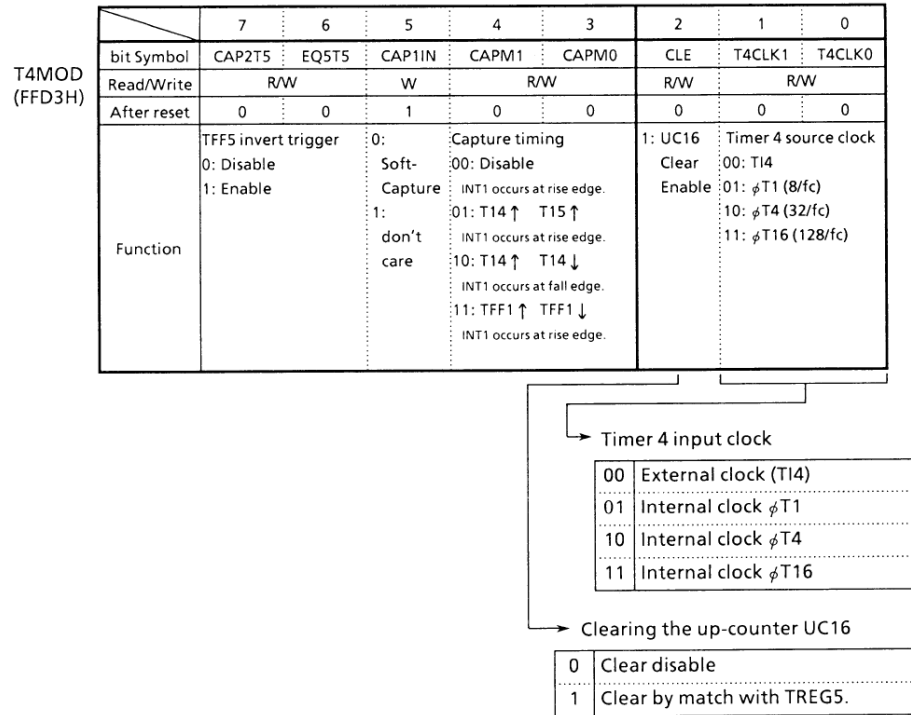 7 6 5 4 3 2 1 0
bit Symbol CAP2T5 EQ5T5 CAP1IN CAPM1 CAPM0 CLE T4CLK1 T4CLK0
T4MOD
(FFD3H)
Read/Write R/W W R/W R/W R/W
After reset 0 0 1 0 0 0 0 0
Function
TFF5 invert trigger
0: Disable
1: Enable
0:
Soft-
Capture
1:
don't
care
Capture timing
00: Disable
INT1 occurs at rise edge.
01: T14 ↑ T15 ↑
INT1 occurs at rise edge.
10: T14 ↑ T14 ↓
INT1 occurs at fall edge.
11: TFF1 ↑ TFF1 ↓
INT1 occurs at rise edge.
1: UC16
Clear
Enable
Timer 4 source clock
00: TI4
01: φT1 (8/fc)
10: φT4 (32/fc)
11: φT16 (128/fc)
Timer 4 input clock
00 External clock (TI4)
01 Internal clock φT1
10 Internal clock φT4
11 Internal clock φT16
Clearing the up-counter UC16
0 Clear disable
1 Clear by match with TREG5.